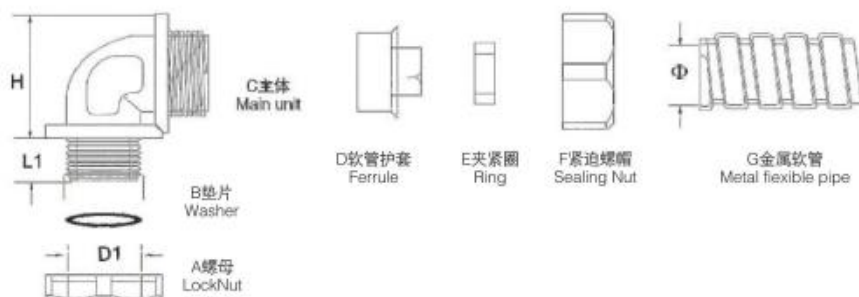 H
L1
C主体
Main unit
B垫片
Washer
D1
A螺母
LockNut
D软管护套
Ferrule
E夹紧圈
Ring
F紧迫螺帽
Sealing Nut
Φ
G金属软管
Metal flexible pipe